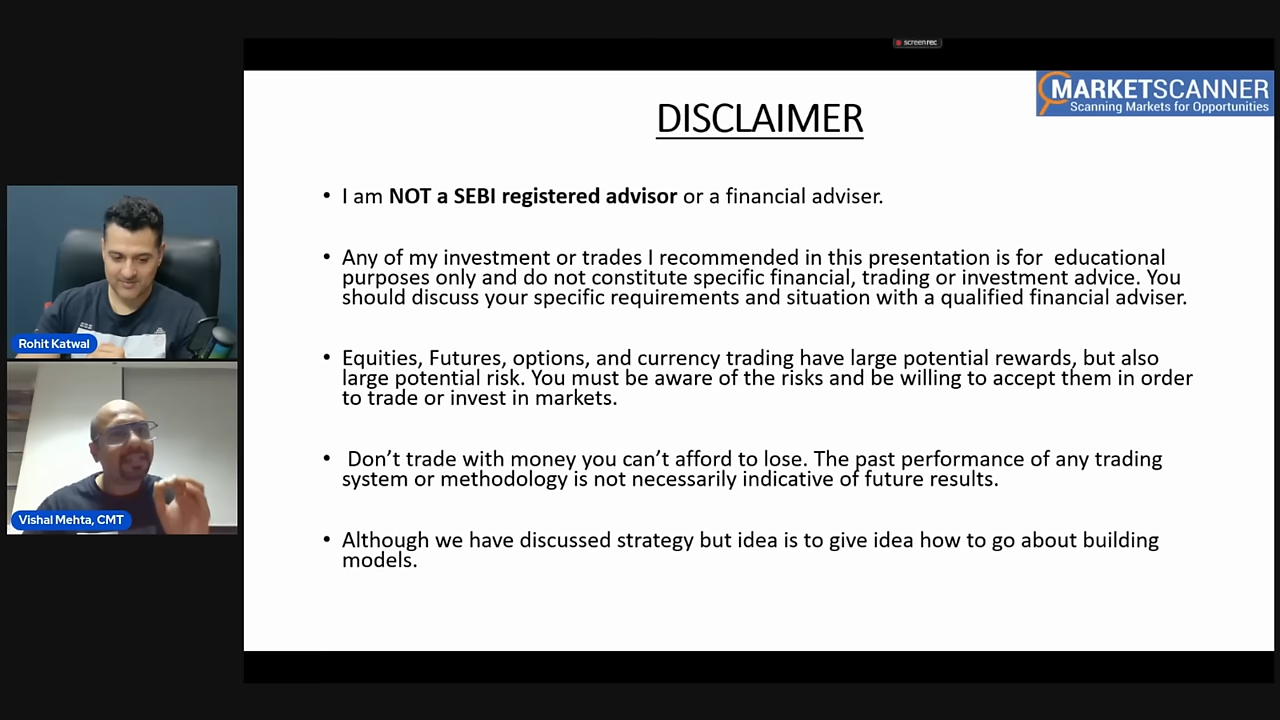 screenrec
MARKETSCANNER
Scanning Markets for Opportunities
DISCLAIMER
• I am NOT a SEBI registered advisor or a financial adviser.
• Any of my investment or trades I recommended in this presentation is for educational
purposes only and do not constitute specific financial, trading or investment advice. You
should discuss your specific requirements and situation with a qualified financial adviser.
• Equities, Futures, options, and currency trading have large potential rewards, but also
large potential risk. You must be aware of the risks and be willing to accept them in order
to trade or invest in markets.
• Don’t trade with money you can’t afford to lose. The past performance of any trading
system or methodology is not necessarily indicative of future results.
• Although we have discussed strategy but idea is to give idea how to go about building
models.
Rohit Katwal
Vishal Mehta, CMT